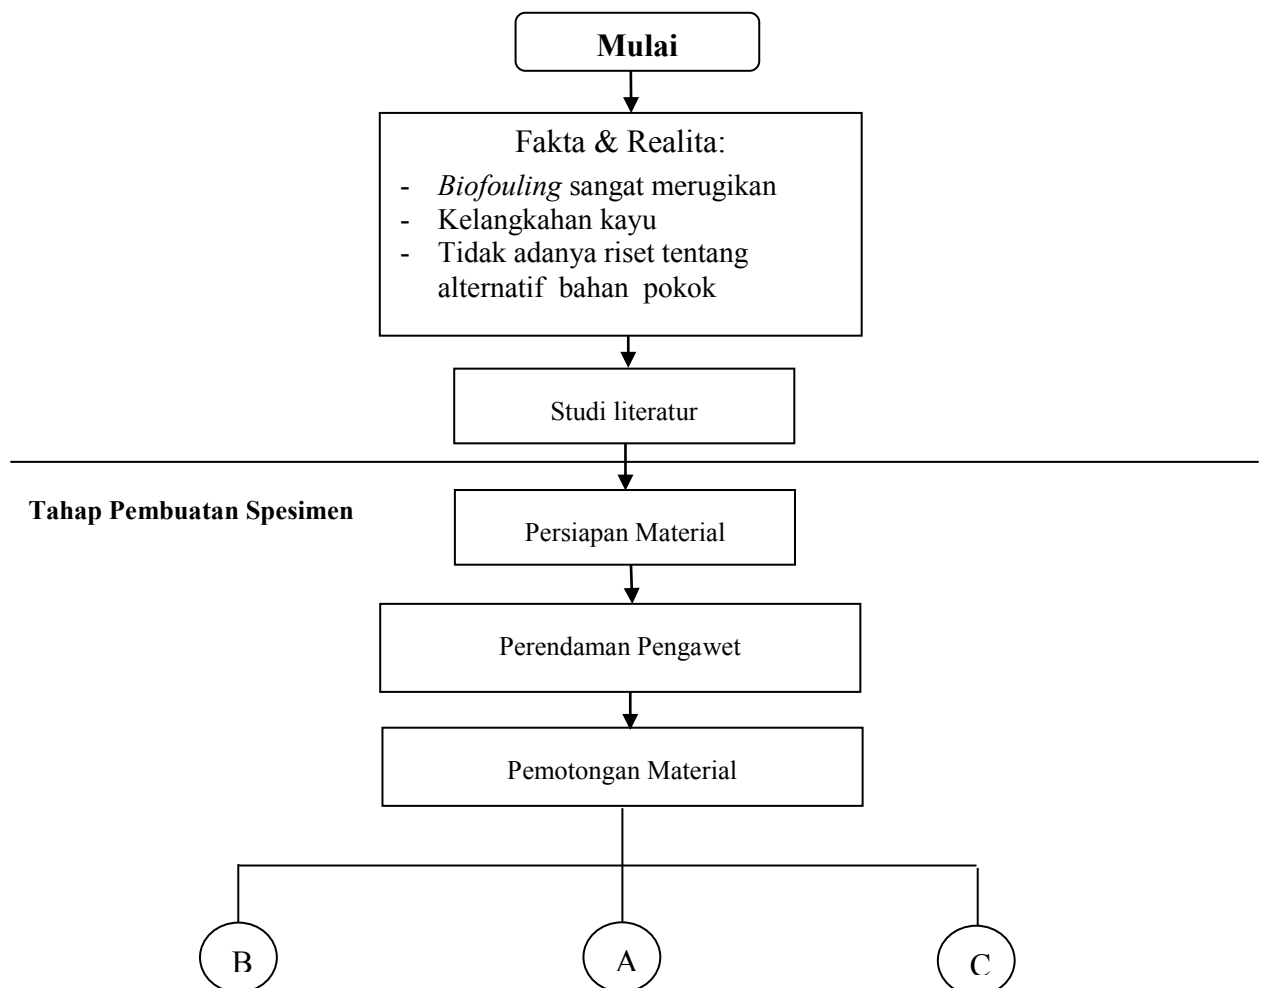 Mulai
Fakta & Realita:
- Biofouling sangat merugikan
- Kelangkahan kayu
- Tidak adanya riset tentang
alternatif bahan pokok
Studi literatur
Tahap Pembuatan Spesimen
Persiapan Material
Perendaman Pengawet
Pemotongan Material
B
A
C